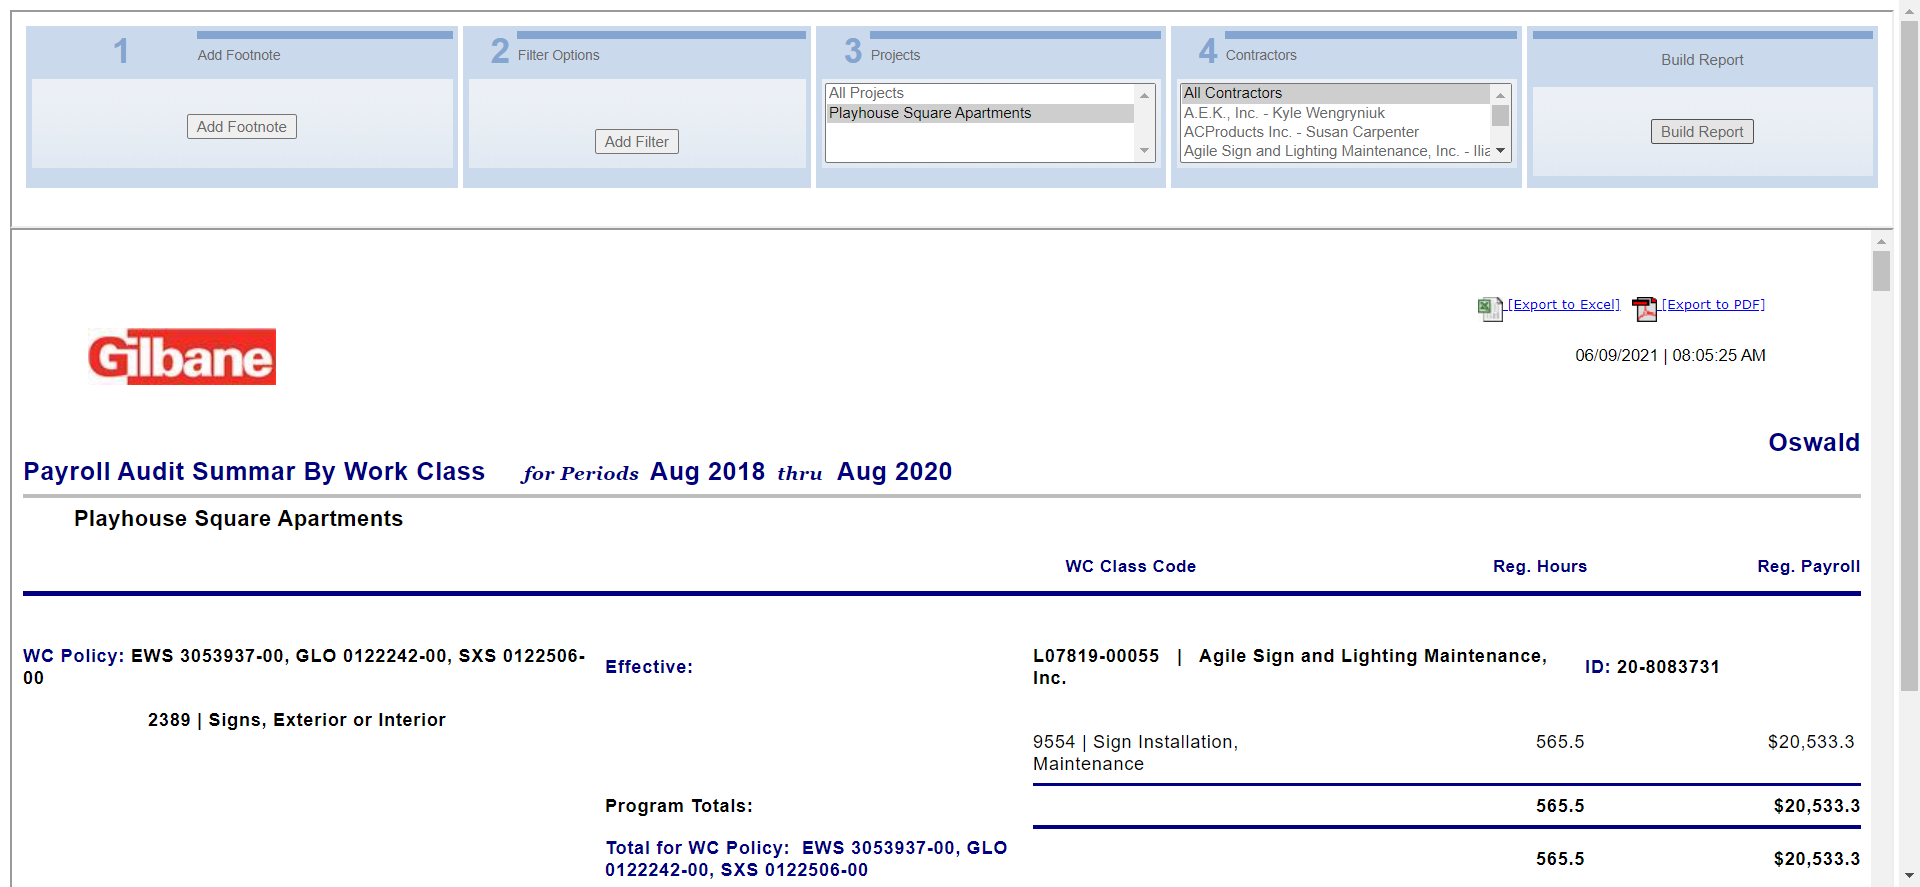 1 Add Footnote
2 Filter Options
3 Projects
4 Contractors
Build Report
Add Footnote
Add Filter
All Projects
Playhouse Square Apartments
All Contractors
A.E.K., Inc. - Kyle Wengryniuk
ACProducts Inc. - Susan Carpenter
Agile Sign and Lighting Maintenance, Inc. - Ilia
Build Report
[Export to Excel] [Export to PDF]
Gilbane
06/09/2021 | 08:05:25 AM
Oswald
Payroll Audit Summar By Work Class for Periods Aug 2018 thru Aug 2020
Playhouse Square Apartments
WC Class Code Reg. Hours Reg. Payroll
WC Policy: EWS 3053937-00, GLO 0122242-00, SXS 0122506-
00
Effective:
L07819-00055 | Agile Sign and Lighting Maintenance,
Inc.
ID: 20-8083731
2389 | Signs, Exterior or Interior
9554 | Sign Installation,
Maintenance
565.5 $20,533.3
Program Totals: 565.5 $20,533.3
Total for WC Policy: EWS 3053937-00, GLO
0122242-00, SXS 0122506-00
565.5 $20,533.3